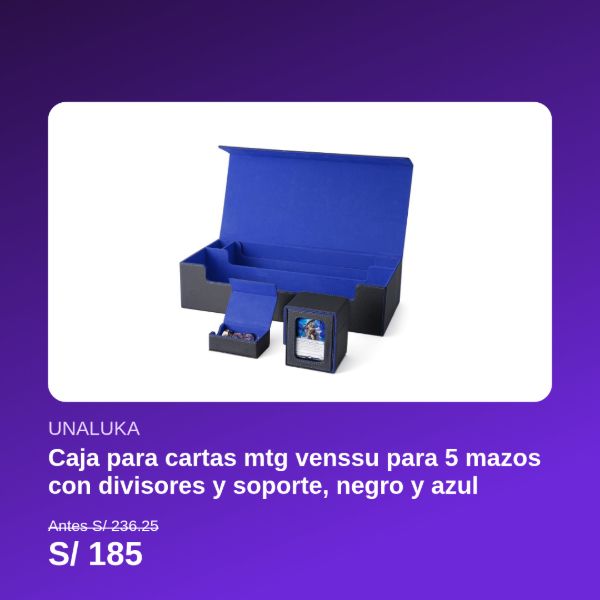 UNALUKA
Caja para cartas mtg venssu para 5 mazos
con divisores y soporte, negro y azul
Antes S/ 236.25
S/ 185